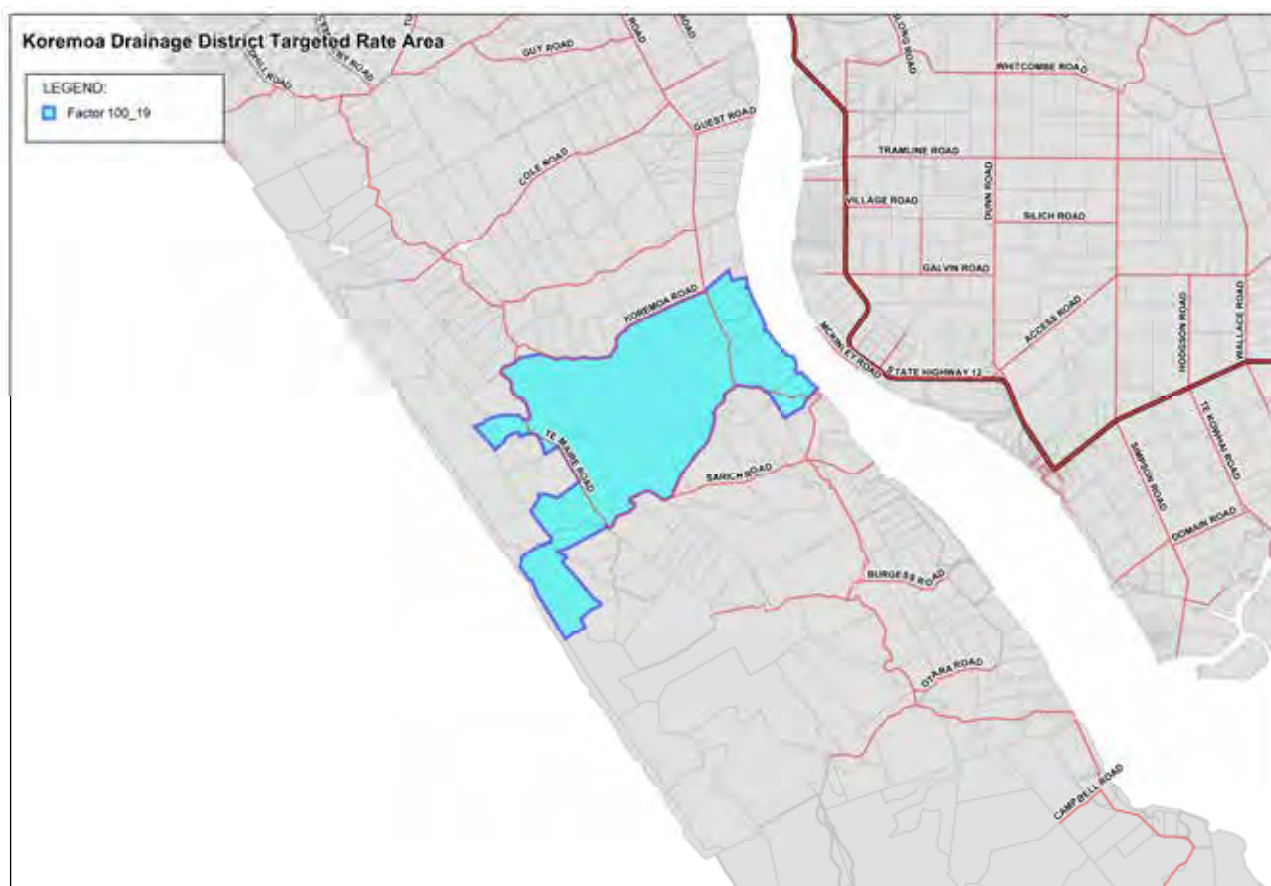 Koremoa Drainage District Targeted Rate Area
LEGEND:
Factor 100_19
GUY ROAD
ROAD
ROAD
ROAD
WHITCOMBE ROAD
GUEST ROAD
TRAMLINE ROAD
COLE ROAD
DUNN ROAD
VILLAGE ROAD
SILICH ROAD
GALVIN ROAD
KOREMOA ROAD
ACCESS ROAD
HODGSON ROAD
WALLACE ROAD
MCKINLEY ROAD
STATE HIGHWAY 12
TE MAIRE ROAD
SARICH ROAD
SIMPSON ROAD
TE KOWHAI ROAD
DOMAIN ROAD
BURGESS ROAD
OTARA ROAD
CAMPBELL ROAD